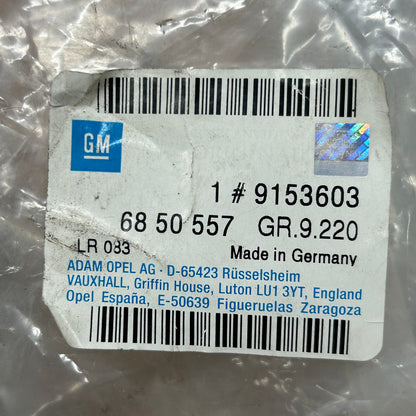 GM
1 # 9153603
68 50 557 GR.9.220
LR 083 Made in Germany
ADAM OPEL AG · D-65423 Rüsselsheim
VAUXHALL, Griffin House, Luton LU1 3YT, England
Opel España, E-50639 Figueruelas Zaragoza